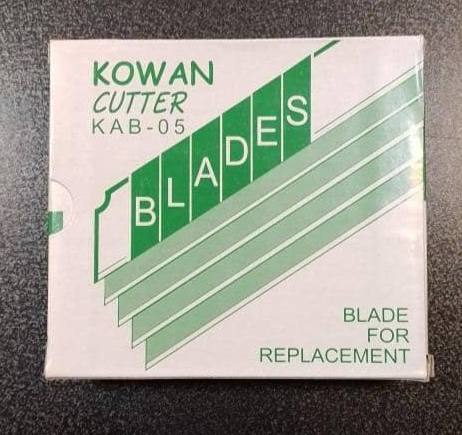 KOWAN
CUTTER
KAB-05
BLADES
BLADE
FOR
REPLACEMENT